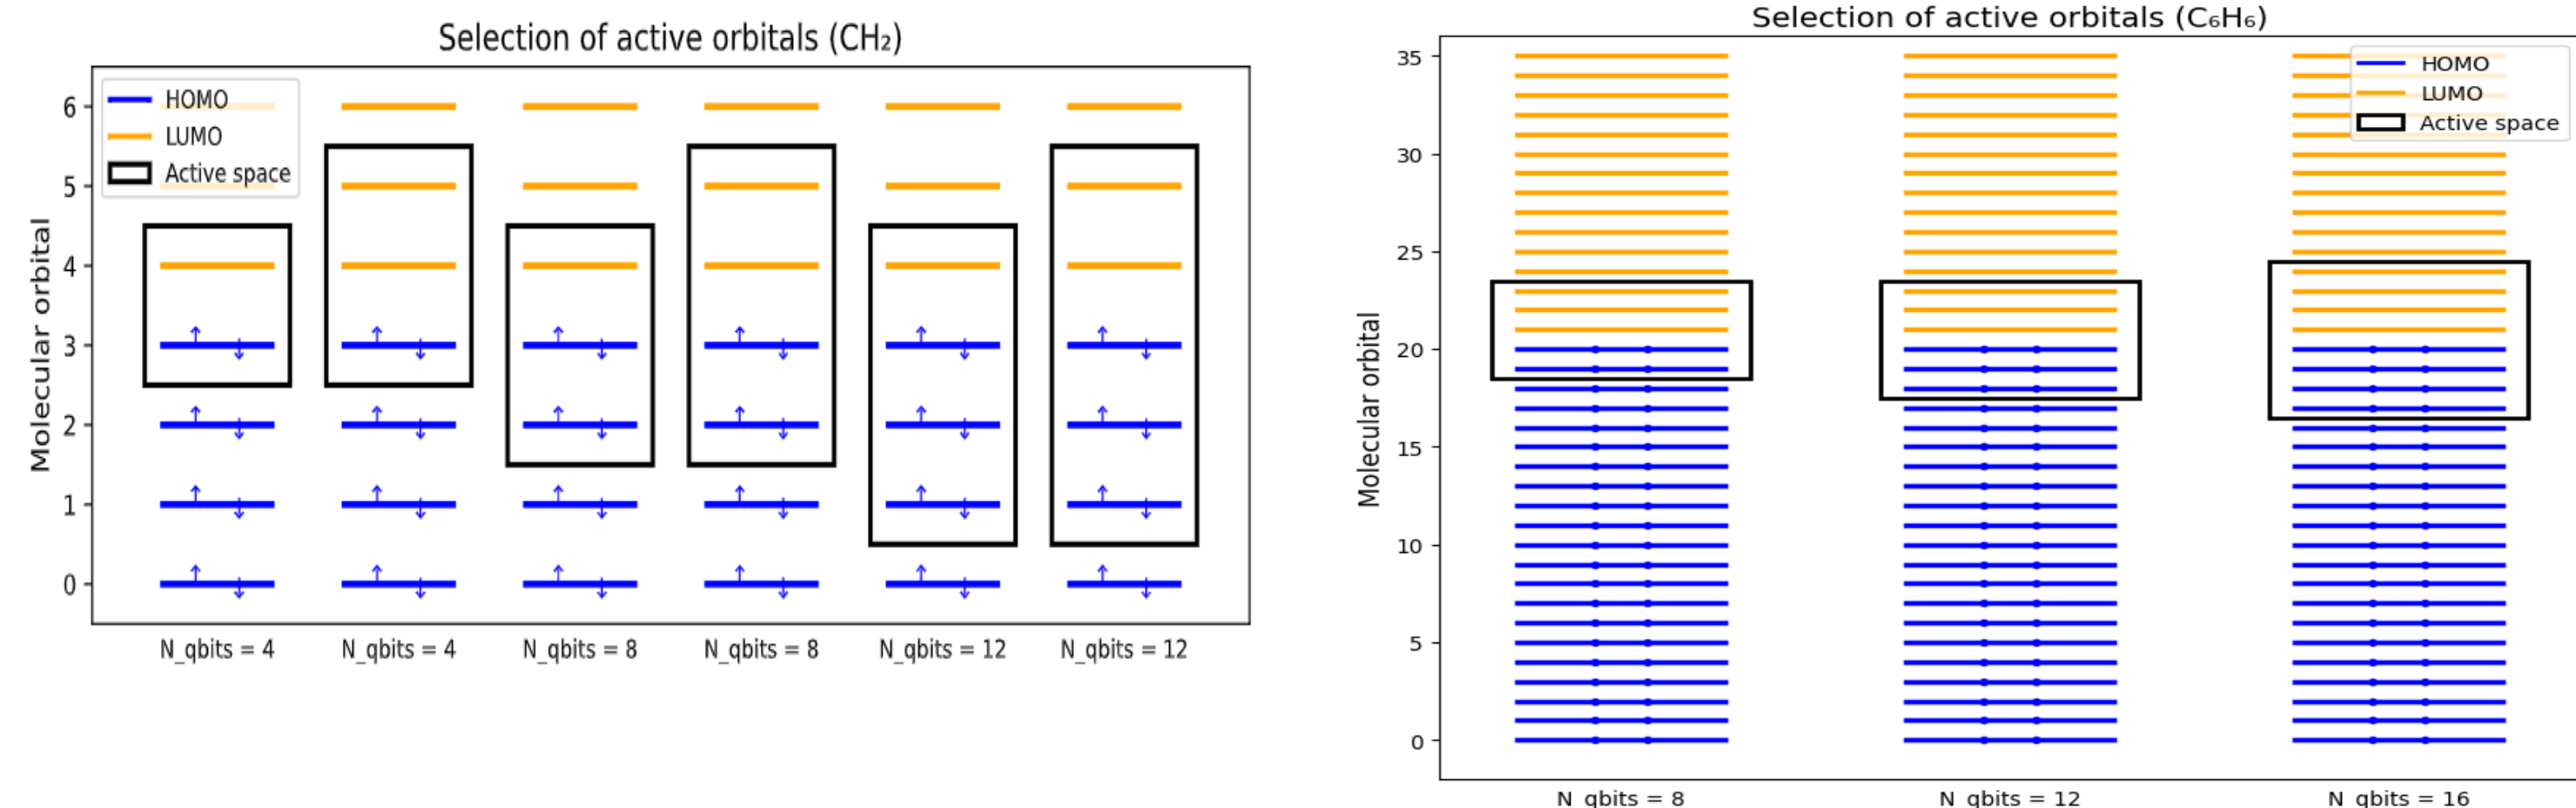 Selection of active orbitals (CH₂)
HOMO
LUMO
Active space
6
5
4
3
2
1
0
Molecular orbital
N_qbits = 4
N_qbits = 4
N_qbits = 8
N_qbits = 8
N_qbits = 12
N_qbits = 12
Selection of active orbitals (C₆H₆)
HOMO
LUMO
Active space
35
30
25
20
15
10
5
0
Molecular orbital
N_qbits = 8
N_qbits = 12
N_qbits = 16